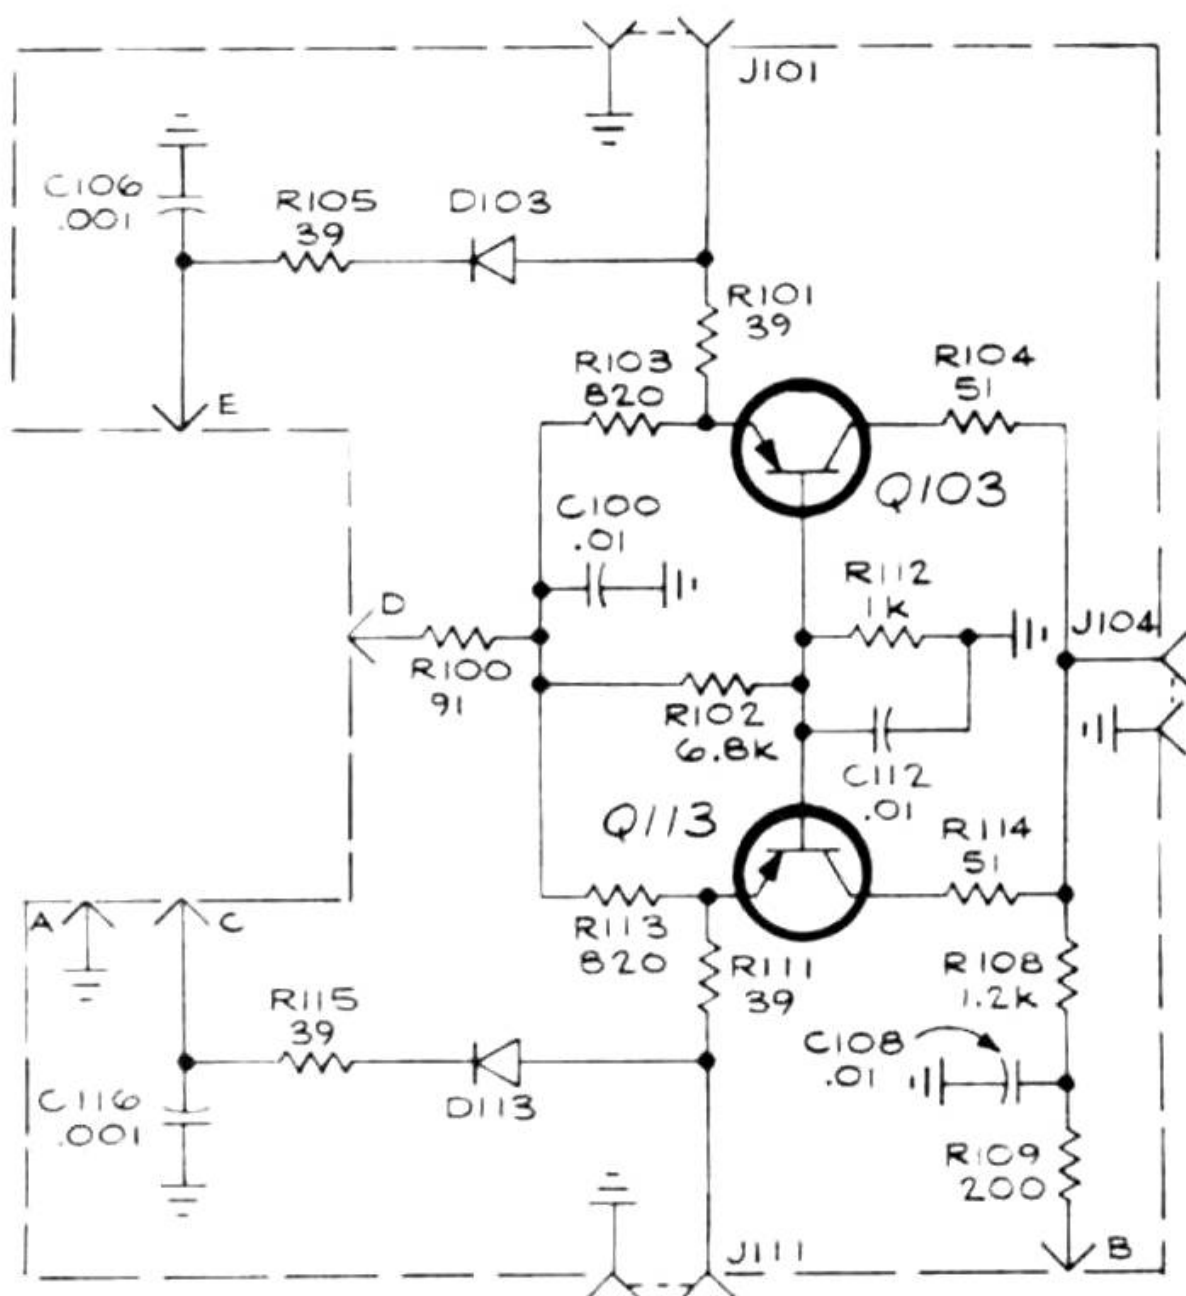 J101
C106
.001
R105
39
D103
R101
39
R103
820
R104
51
E
Q103
C100
.01
R112
1K
D
J104
R100
91
R102
6.8K
C112
.01
Q113
R114
51
A
C
R113
820
R111
39
R108
1.2K
R115
39
C108
.01
C116
.001
D113
R109
200
J111
B